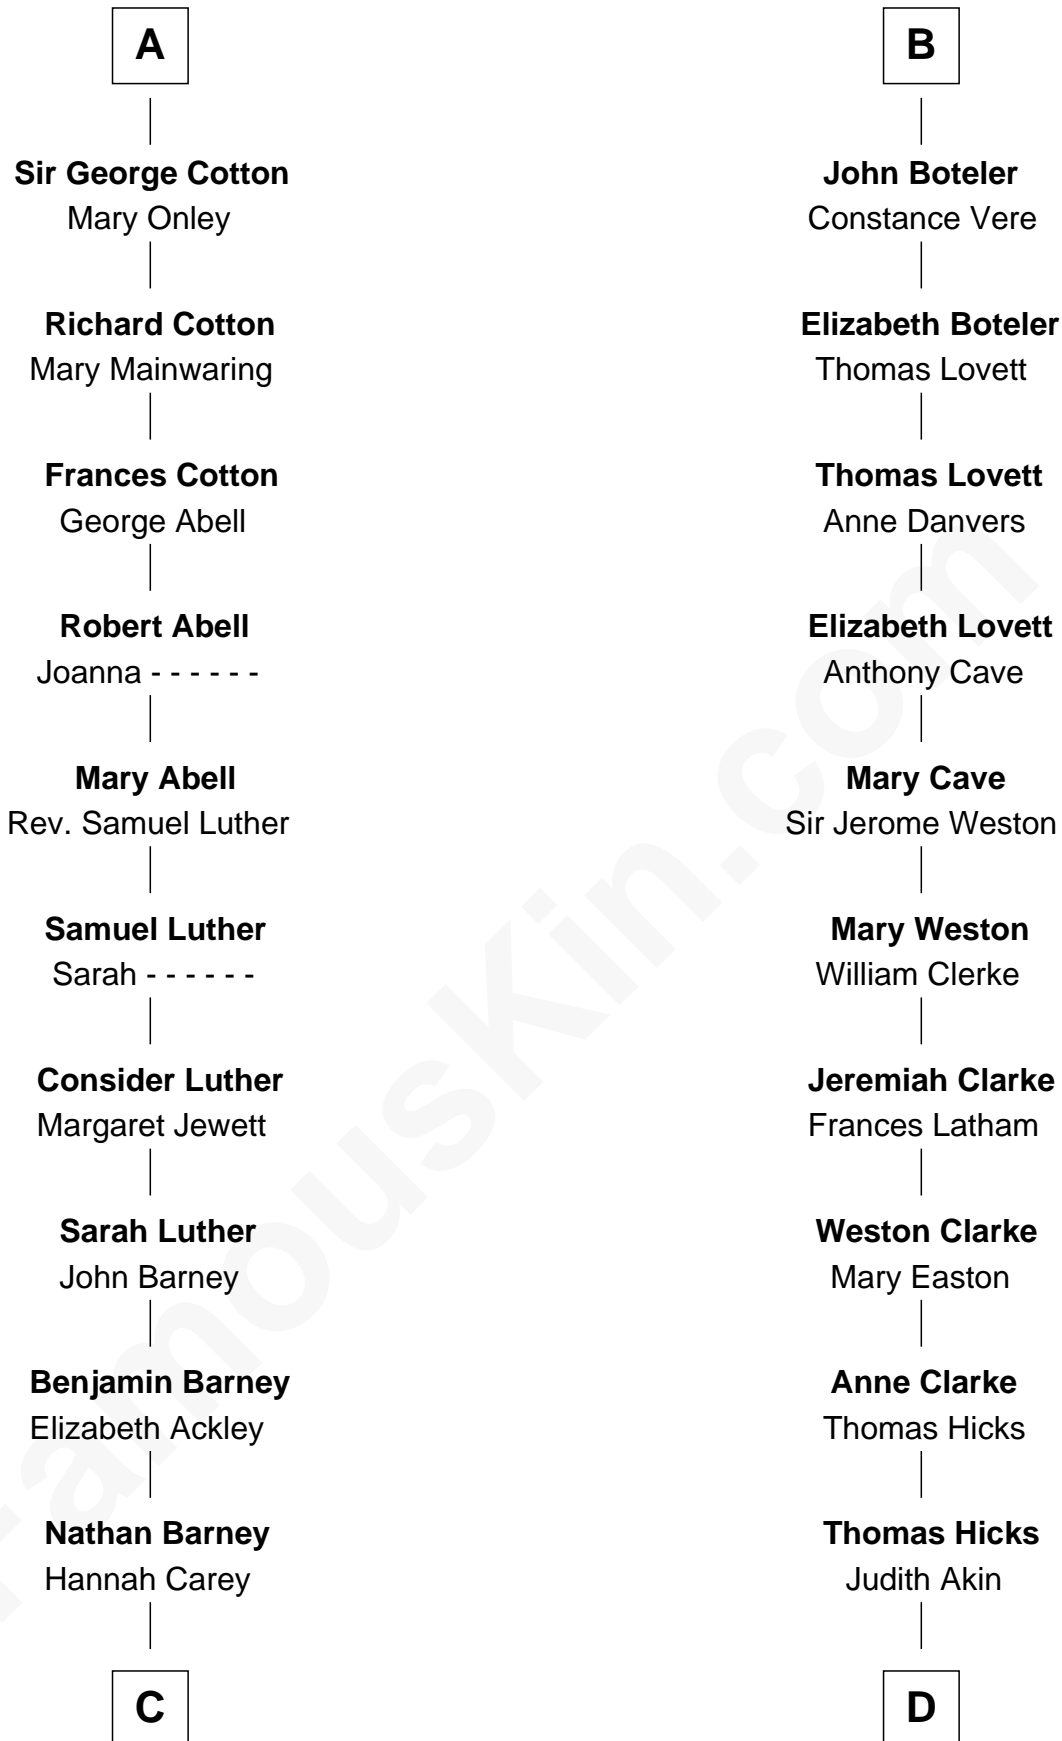 A
Sir George Cotton
Mary Onley
Richard Cotton
Mary Mainwaring
Frances Cotton
George Abell
Robert Abell
Joanna - - - - - -
Mary Abell
Rev. Samuel Luther
Samuel Luther
Sarah - - - - - -
Consider Luther
Margaret Jewett
Sarah Luther
John Barney
Benjamin Barney
Elizabeth Ackley
Nathan Barney
Hannah Carey
C
B
John Boteler
Constance Vere
Elizabeth Boteler
Thomas Lovett
Thomas Lovett
Anne Danvers
Elizabeth Lovett
Anthony Cave
Mary Cave
Sir Jerome Weston
Mary Weston
William Clerke
Jeremiah Clarke
Frances Latham
Weston Clarke
Mary Easton
Anne Clarke
Thomas Hicks
Thomas Hicks
Judith Akin
D
FamousKin.com